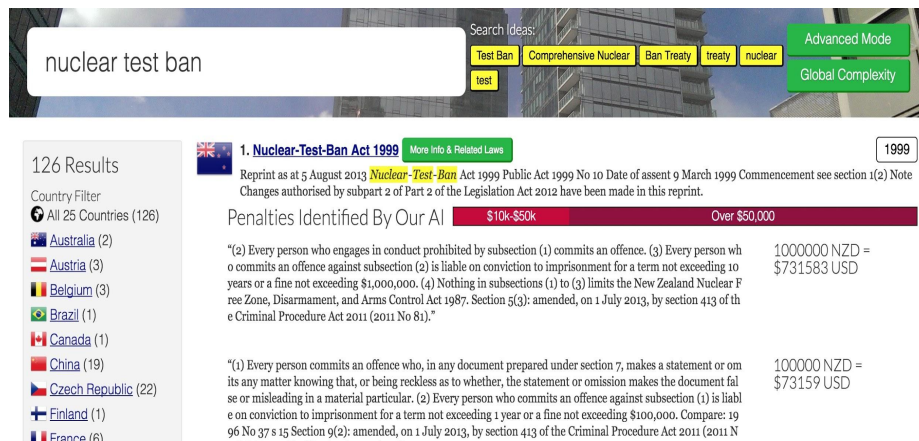 nuclear test ban
Search Ideas:
Test Ban Comprehensive Nuclear Ban Treaty treaty nuclear
test
Advanced Mode
Global Complexity
126 Results
Country Filter
All 25 Countries (126)
Australia (2)
Austria (3)
Belgium (3)
Brazil (1)
Canada (1)
China (19)
Czech Republic (22)
Finland (1)
France (6)
1. Nuclear-Test-Ban Act 1999 More Info & Related Laws 1999
Reprint as at 5 August 2013 Nuclear-Test-Ban Act 1999 Public Act 1999 No 10 Date of assent 9 March 1999 Commencement see section 1(2) Note
Changes authorised by subpart 2 of Part 2 of the Legislation Act 2012 have been made in this reprint.
Penalties Identified By Our AI $10k-$50k Over $50,000
“(2) Every person who engages in conduct prohibited by subsection (1) commits an offence. (3) Every person wh
o commits an offence against subsection (2) is liable on conviction to imprisonment for a term not exceeding 10
years or a fine not exceeding $1,000,000. (4) Nothing in subsections (1) to (3) limits the New Zealand Nuclear F
ree Zone, Disarmament, and Arms Control Act 1987. Section 5(3): amended, on 1 July 2013, by section 413 of th
e Criminal Procedure Act 2011 (2011 No 81).”
1000000 NZD =
$731583 USD
“(1) Every person commits an offence who, in any document prepared under section 7, makes a statement or om
its any matter knowing that, or being reckless as to whether, the statement or omission makes the document fal
se or misleading in a material particular. (2) Every person who commits an offence against subsection (1) is liabl
e on conviction to imprisonment for a term not exceeding 1 year or a fine not exceeding $100,000. Compare: 19
96 No 37 s 15 Section 9(2): amended, on 1 July 2013, by section 413 of the Criminal Procedure Act 2011 (2011 N
100000 NZD =
$73159 USD